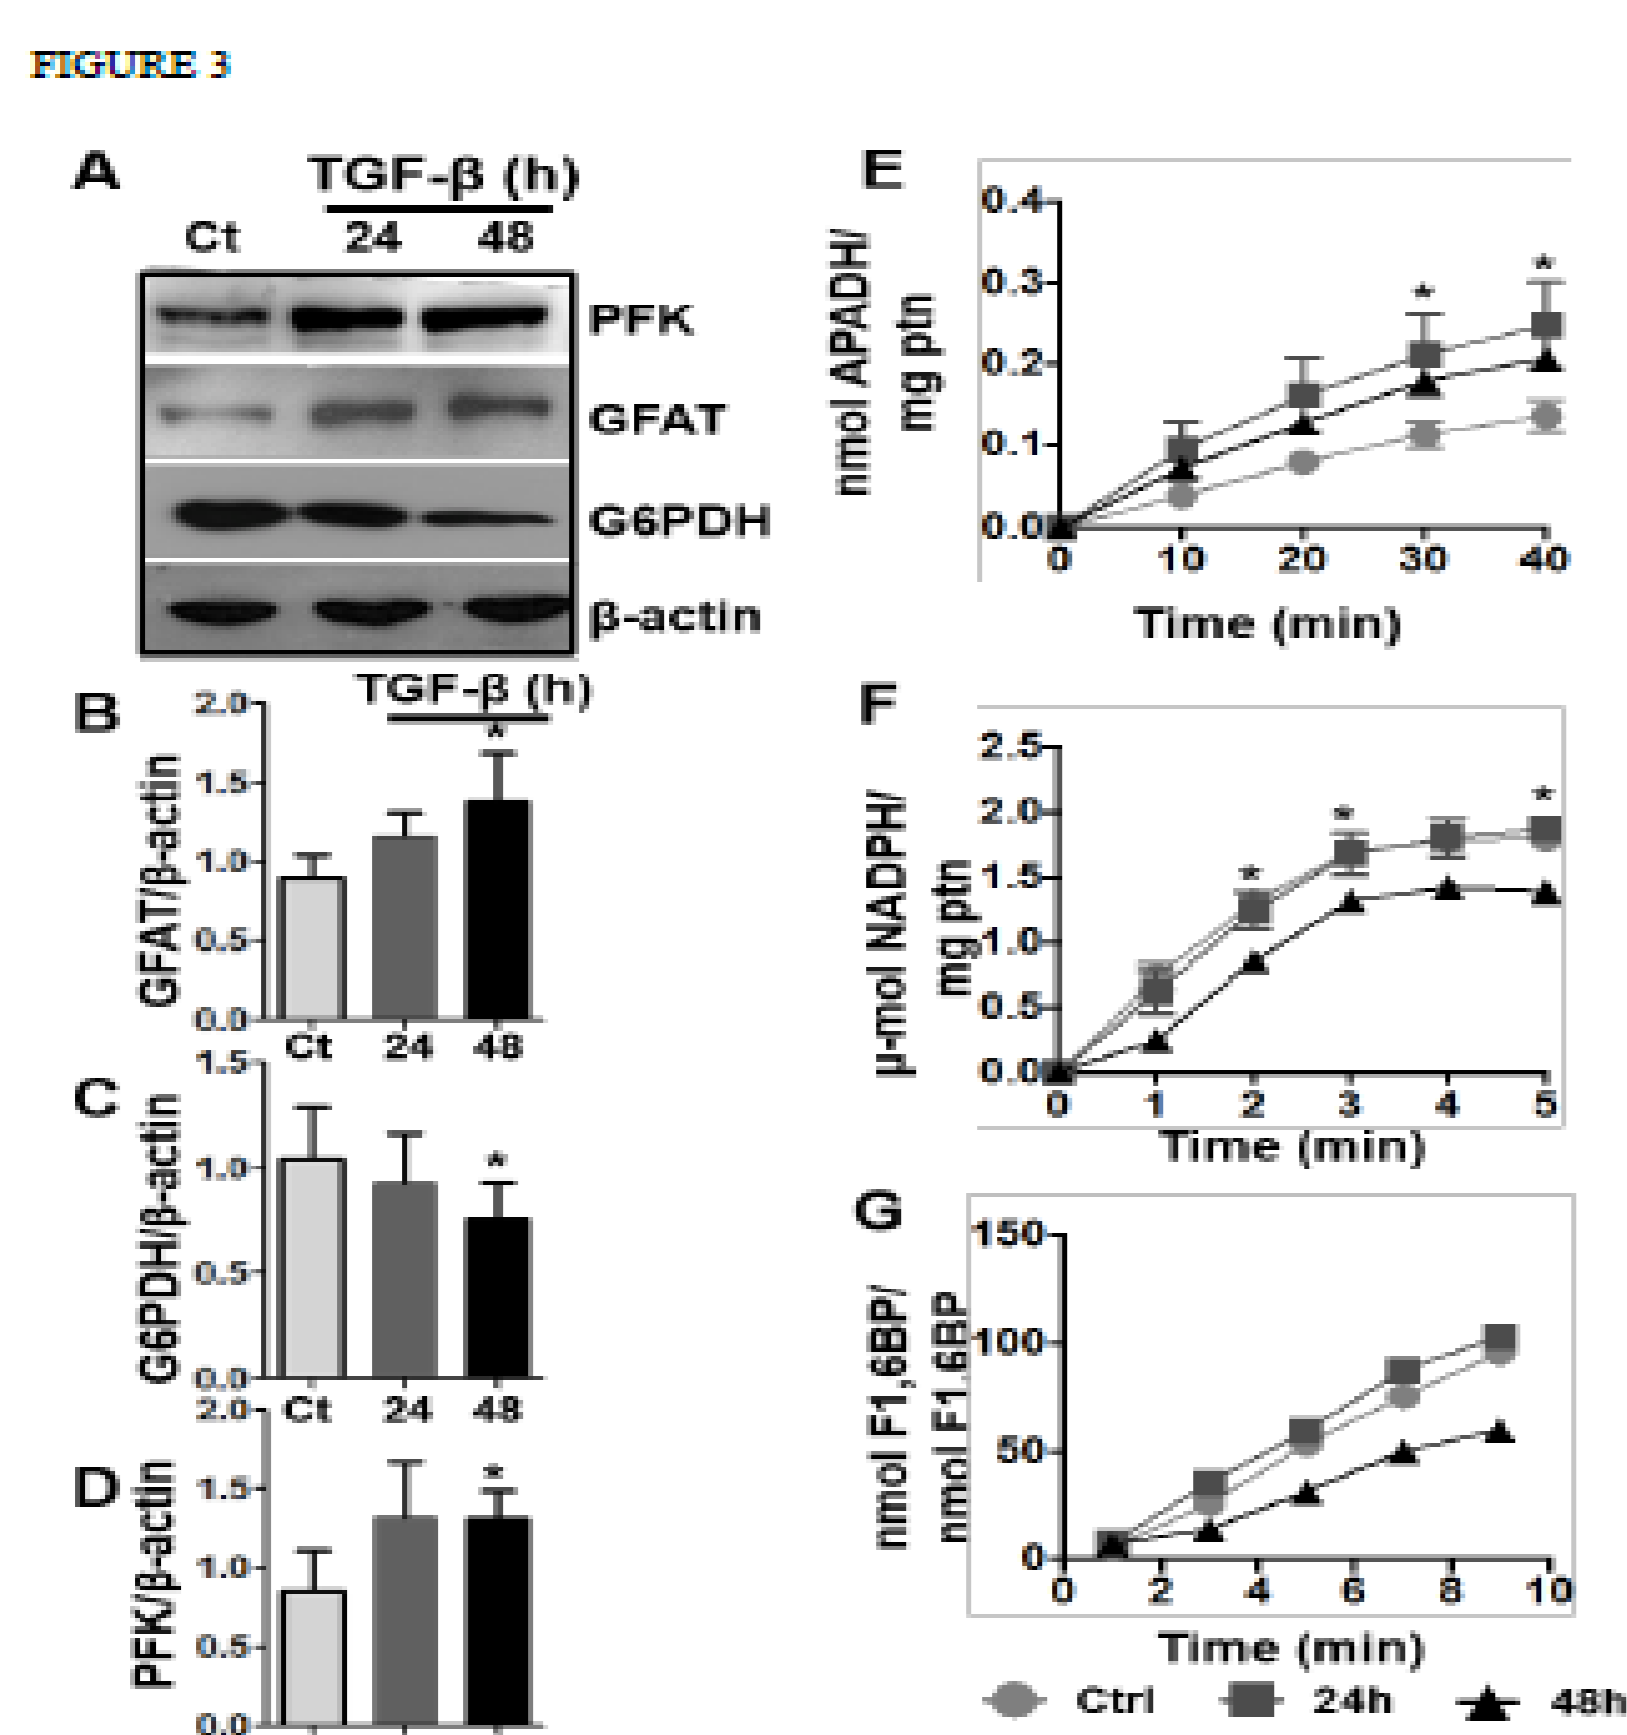 FIGURE 3
A
TGF-β (h)
Ct 24 48
PFK
GFAT
G6PDH
β-actin
B
TGF-β (h)
GFAT/β-actin
2.0
*
1.5
1.0
0.5
0.0
Ct 24 48
C
G6PDH/β-actin
1.5
1.0
*
0.5
0.0
Ct 24 48
D
PFK/β-actin
2.0
1.5
*
1.0
0.5
0.0
E
nmol APADH/
mg ptn
0.4
0.3
0.2
0.1
0.0
* *
0 10 20 30 40
Time (min)
F
µ-mol NADPH/
mg ptn
2.5
2.0
1.5
1.0
0.5
0.0
* * *
0 1 2 3 4 5
Time (min)
G
nmol F1,6BP/
nmol F1,6BP
150
100
50
0
0 2 4 6 8 10
Time (min)
Ctrl 24h 48h